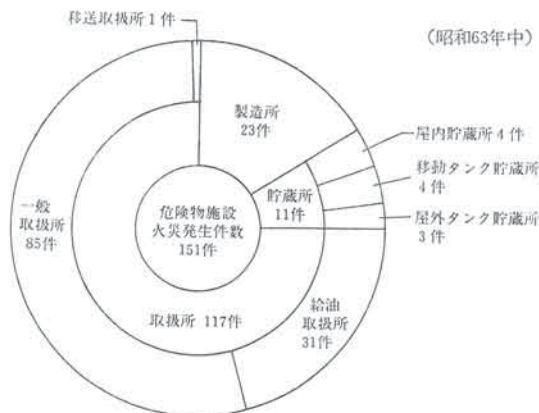 移送取扱所1件
(昭和63年中)
製造所
23件
屋内貯蔵所4件
移動タンク貯蔵所
4件
屋外タンク貯蔵所
3件
貯蔵所
11件
危険物施設
火災発生件数
151件
一般
取扱所
85件
取扱所 117件
給油
取扱所
31件